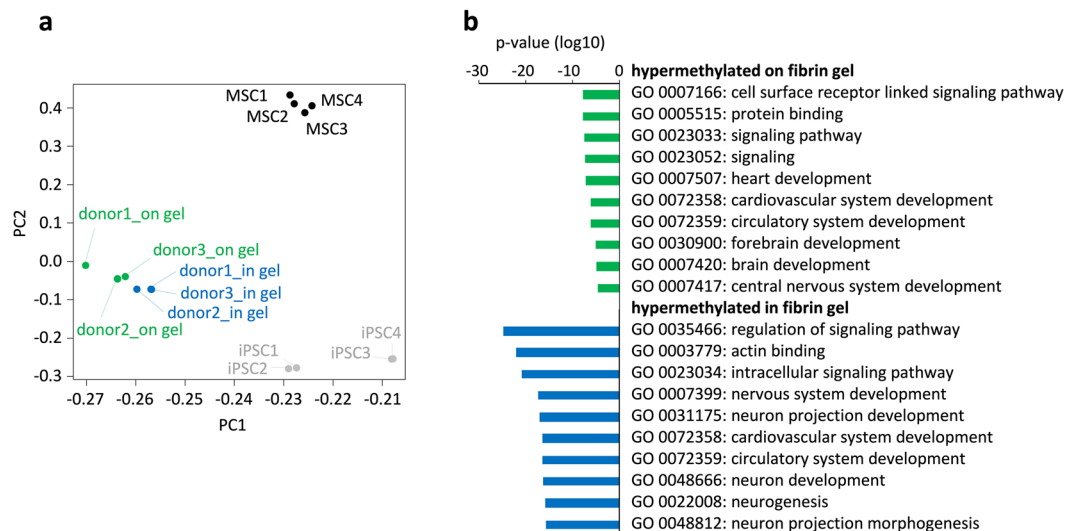 a
MSC1
MSC4
MSC2
MSC3
donor1_on gel
donor3_on gel
donor1_in gel
donor3_in gel
donor2_in gel
donor2_on gel
iPSC4
iPSC1
iPSC3
iPSC2
PC2
0.4
0.3
0.2
0.1
0.0
-0.1
-0.2
-0.3
-0.27 -0.26 -0.25 -0.24 -0.23 -0.22 -0.21
PC1
b
p-value (log10)
-30 -20 -10 0
hypermethylated on fibrin gel
GO 0007166: cell surface receptor linked signaling pathway
GO 0005515: protein binding
GO 0023033: signaling pathway
GO 0023052: signaling
GO 0007507: heart development
GO 0072358: cardiovascular system development
GO 0072359: circulatory system development
GO 0030900: forebrain development
GO 0007420: brain development
GO 0007417: central nervous system development
hypermethylated in fibrin gel
GO 0035466: regulation of signaling pathway
GO 0003779: actin binding
GO 0023034: intracellular signaling pathway
GO 0007399: nervous system development
GO 0031175: neuron projection development
GO 0072358: cardiovascular system development
GO 0072359: circulatory system development
GO 0048666: neuron development
GO 0022008: neurogenesis
GO 0048812: neuron projection morphogenesis